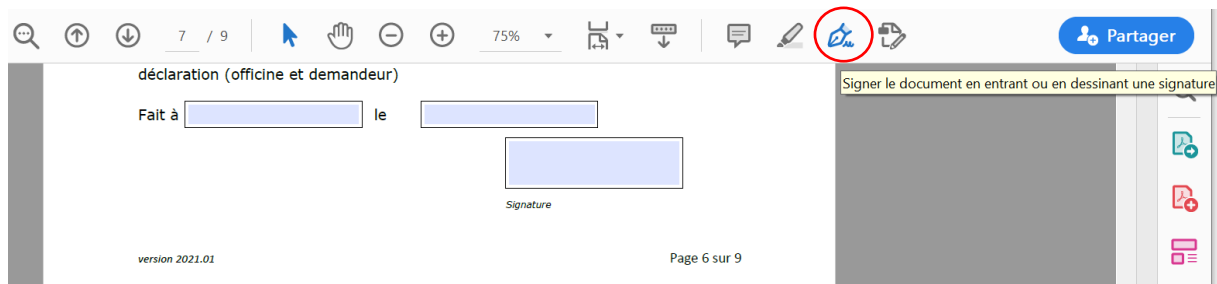 7 / 9 75% Partager
Signer le document en entrant ou en dessinant une signature
déclaration (officine et demandeur)
Fait à le
Signature
version 2021.01 Page 6 sur 9